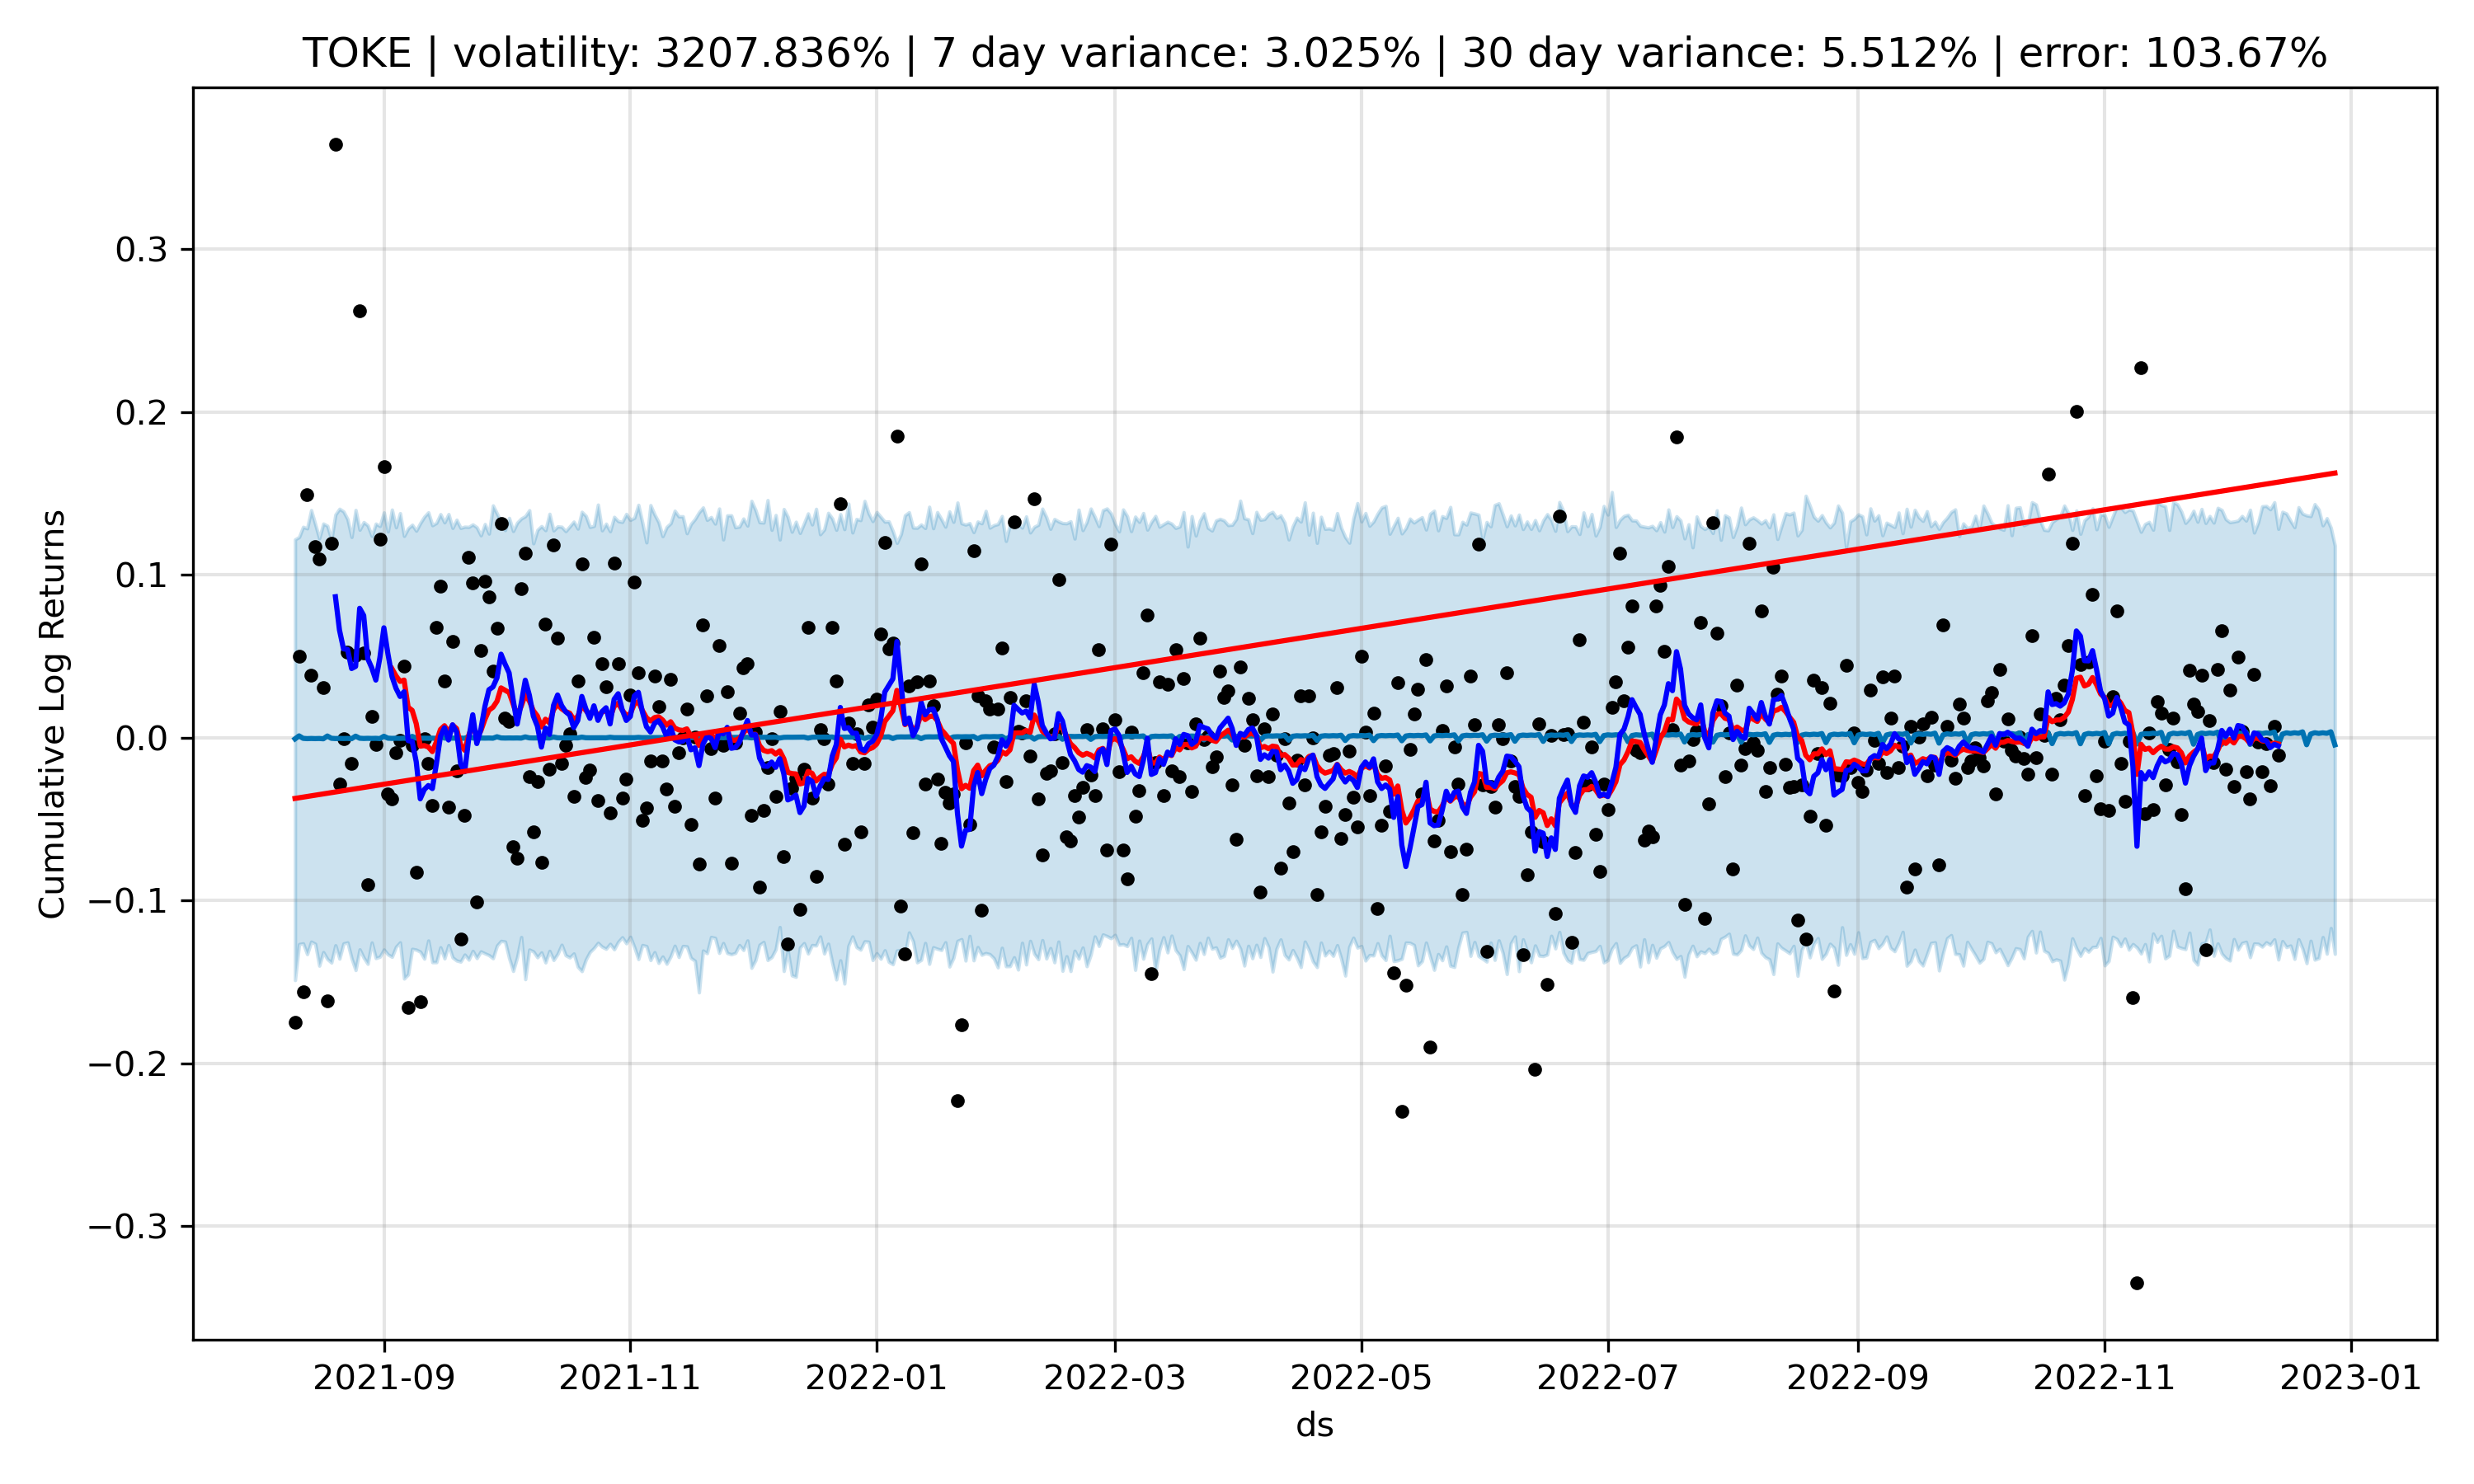 TOKE | volatility: 3207.836% | 7 day variance: 3.025% | 30 day variance: 5.512% | error: 103.67%
Cumulative Log Returns
0.3
0.2
0.1
0.0
−0.1
−0.2
−0.3
2021-09 2021-11 2022-01 2022-03 2022-05 2022-07 2022-09 2022-11 2023-01
ds